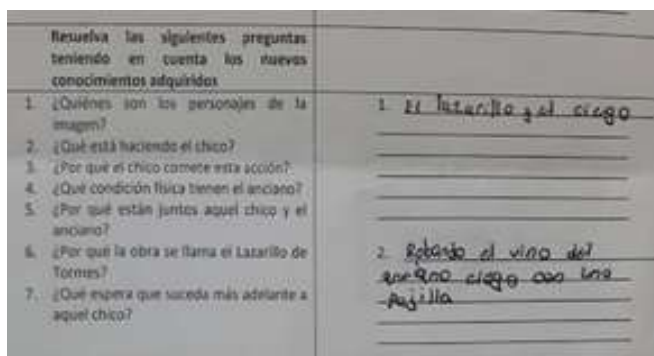 Resuelva las siguientes preguntas
teniendo en cuenta los nuevos
conocimientos adquiridos
1. ¿Quiénes son los personajes de la
imagen?
2. ¿Qué está haciendo el chico?
3. ¿Por qué el chico comete esta acción?
4. ¿Qué condición física tienen el anciano?
5. ¿Por qué están juntos aquel chico y el
anciano?
6. ¿Por qué la obra se llama el Lazarillo de
Tormes?
7. ¿Qué espera que suceda más adelante a
aquel chico?
1. El lazarillo y el ciego
2. Robando el vino del
anciano ciego con una
-Pajilla